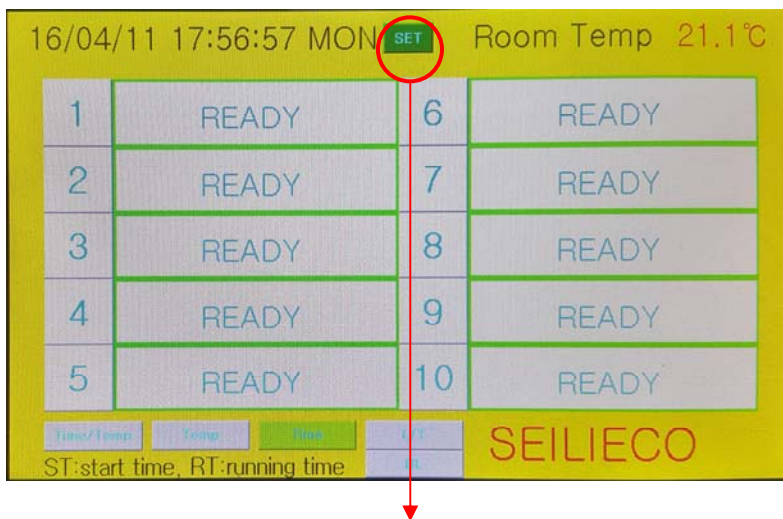 16/04/11 17:56:57 MON SET Room Temp 21.1℃
1 READY 6 READY
2 READY 7 READY
3 READY 8 READY
4 READY 9 READY
5 READY 10 READY
Time/Temp Temp Time
ST:start time, RT:running time SEILIECO